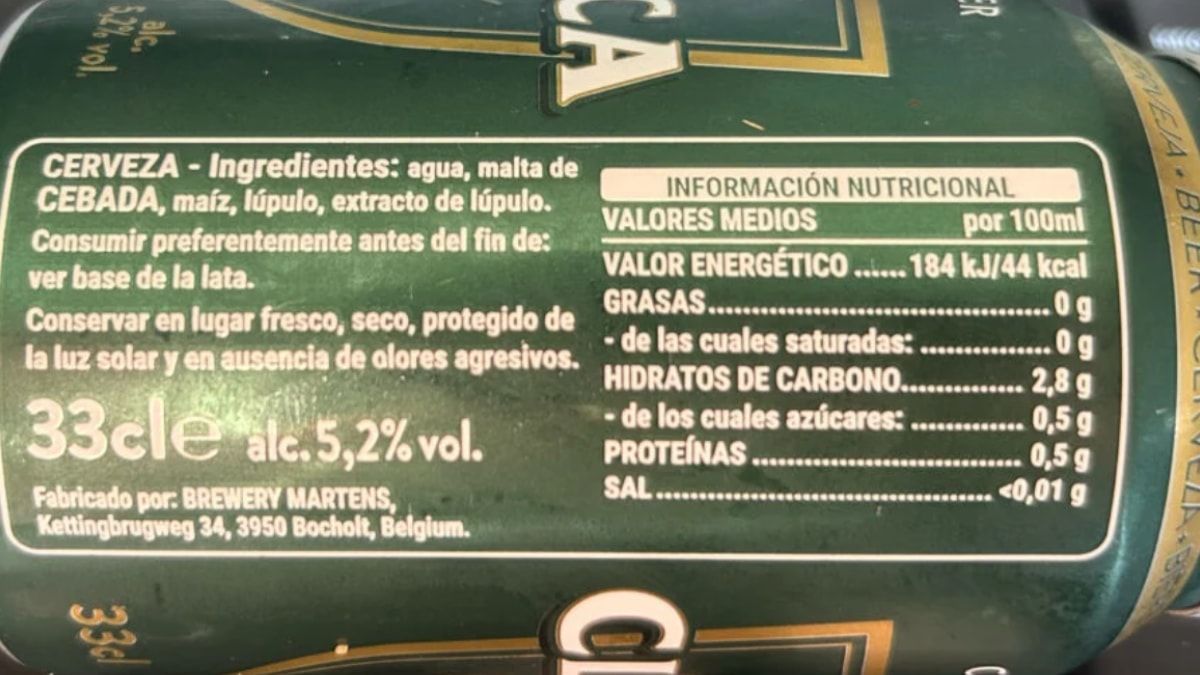 alc.
5,2% vol.
CA
ER
CERVEZA - Ingredientes: agua, malta de
CEBADA, maíz, lúpulo, extracto de lúpulo.
Consumir preferentemente antes del fin de:
ver base de la lata.
Conservar en lugar fresco, seco, protegido de
la luz solar y en ausencia de olores agresivos.
33cle alc. 5,2% vol.
Fabricado por: BREWERY MARTENS,
Kettingbrugweg 34, 3950 Bocholt, Belgium.
INFORMACIÓN NUTRICIONAL
VALORES MEDIOS por 100ml
VALOR ENERGÉTICO ...... 184 kJ/44 kcal
GRASAS.................................... 0 g
- de las cuales saturadas: .............. 0 g
HIDRATOS DE CARBONO............. 2,8 g
- de los cuales azúcares: .............. 0,5 g
PROTEÍNAS ............................. 0,5 g
SAL ...................................... <0,01 g
33cl